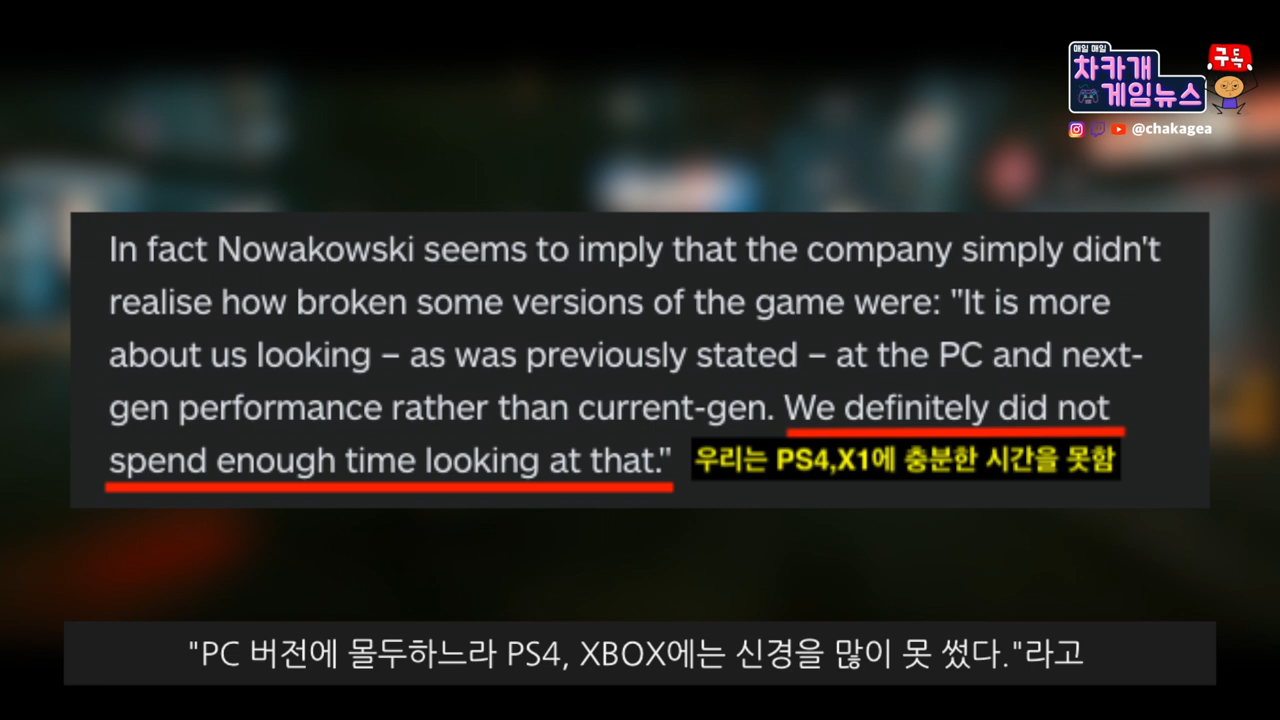 매일 매일
차카개
게임뉴스
구독
@chakagea
In fact Nowakowski seems to imply that the company simply didn't
realise how broken some versions of the game were: "It is more
about us looking – as was previously stated – at the PC and next-
gen performance rather than current-gen. We definitely did not
spend enough time looking at that."
우리는 PS4,X1에 충분한 시간을 못함
"PC 버전에 몰두하느라 PS4, XBOX에는 신경을 많이 못 썼다."라고